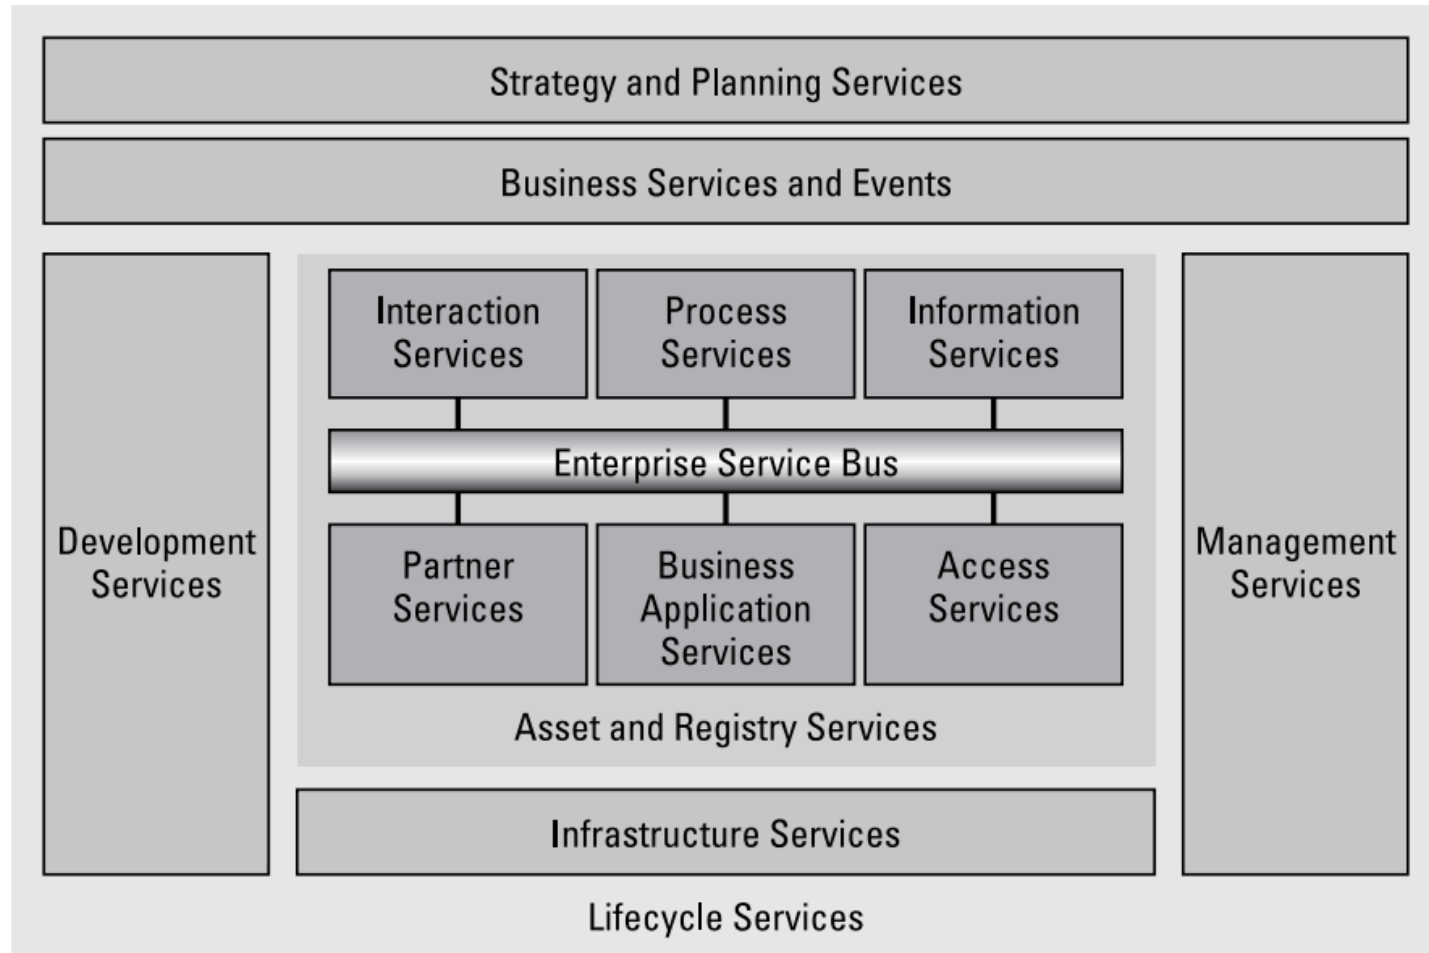 Strategy and Planning Services
Business Services and Events
Development
Services
Interaction
Services
Process
Services
Information
Services
Enterprise Service Bus
Partner
Services
Business
Application
Services
Access
Services
Asset and Registry Services
Management
Services
Infrastructure Services
Lifecycle Services